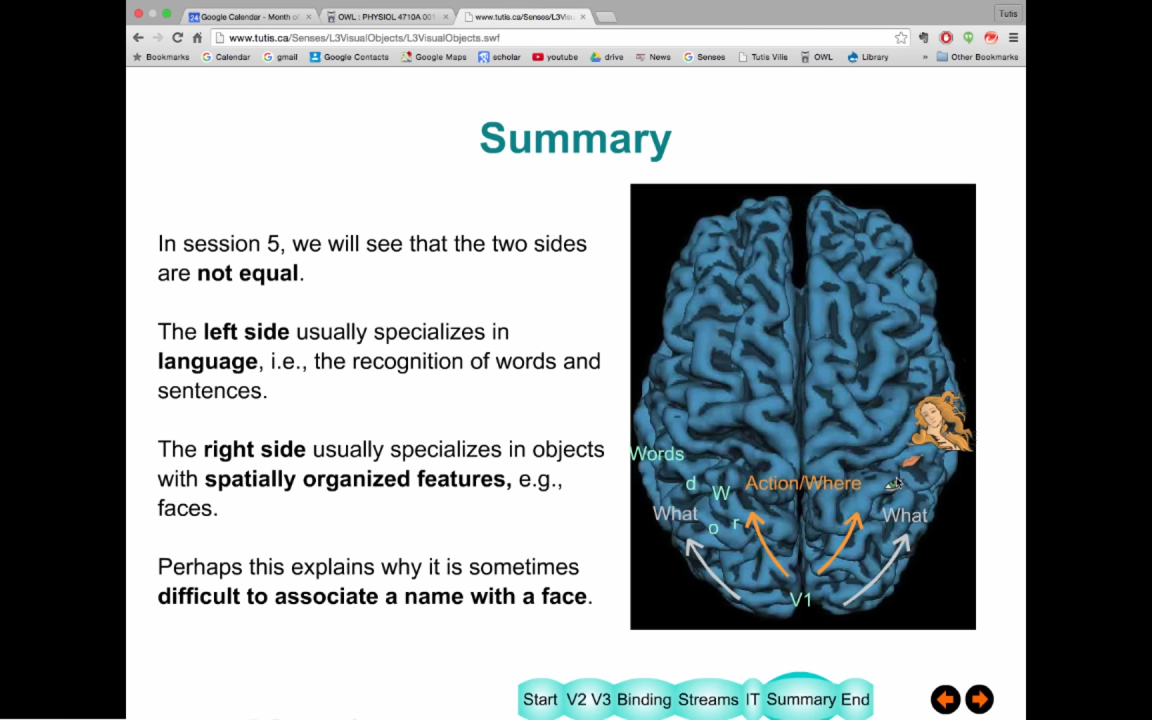 Google Calendar - Month o
OWL : PHYSIOL 4710A 001
www.tutis.ca/Senses/L3Vis
Tutis
www.tutis.ca/Senses/L3VisualObjects/L3VisualObjects.swf
Bookmarks Calendar gmail Google Contacts Google Maps scholar youtube drive News Senses Tutis Vilis OWL Library » Other Bookmarks
Summary
In session 5, we will see that the two sides
are not equal.
The left side usually specializes in
language, i.e., the recognition of words and
sentences.
The right side usually specializes in objects
with spatially organized features, e.g.,
faces.
Perhaps this explains why it is sometimes
difficult to associate a name with a face.
Words
d
W
o
r
Action/Where
What
What
V1
Start V2 V3 Binding Streams IT Summary End